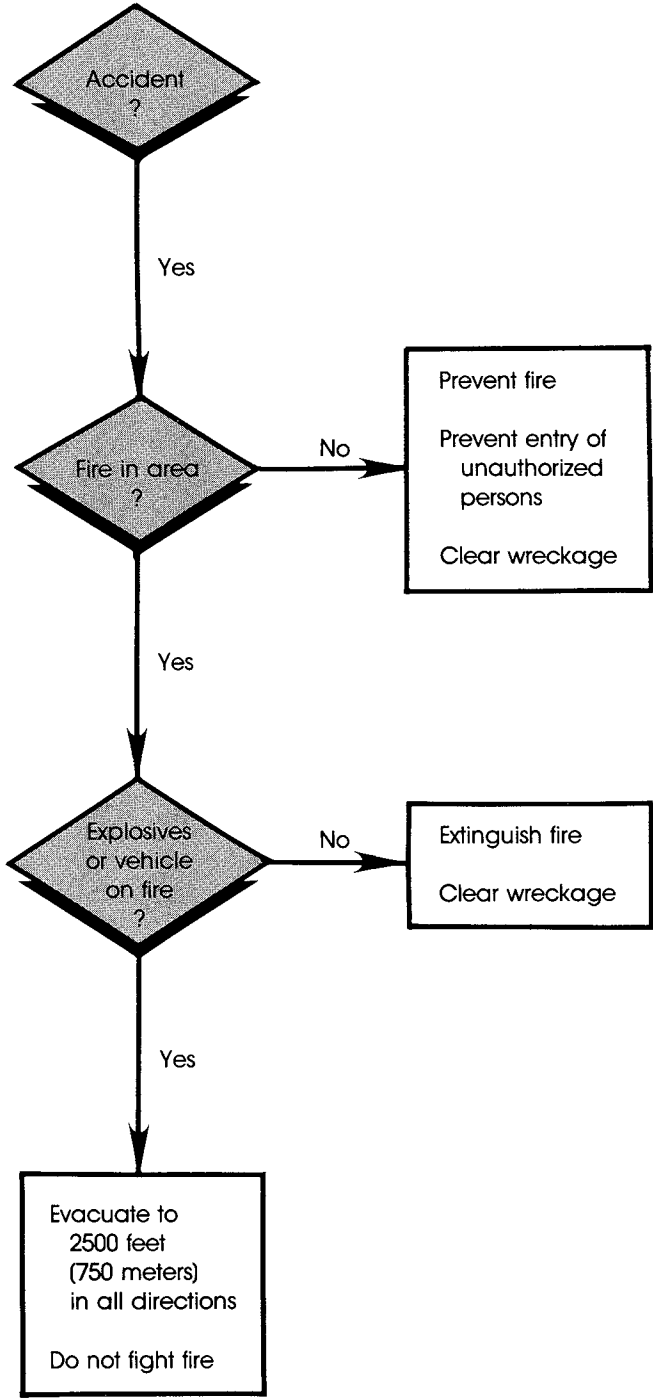 Accident
?
Yes
Fire in area
?
No
Prevent fire
Prevent entry of
unauthorized
persons
Clear wreckage
Yes
Explosives
or vehicle
on fire
?
No
Extinguish fire
Clear wreckage
Yes
Evacuate to
2500 feet
(750 meters)
in all directions
Do not fight fire